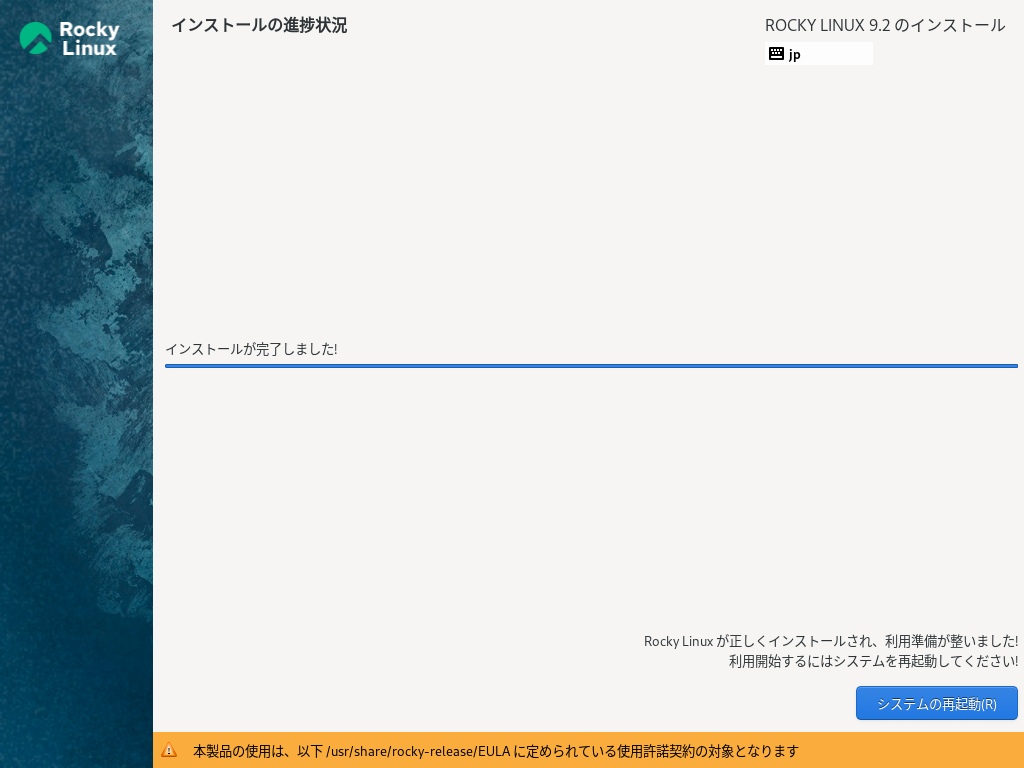 Rocky
Linux
インストールの進捗状況
ROCKY LINUX 9.2 のインストール
jp
インストールが完了しました!
Rocky Linux が正しくインストールされ、利用準備が整いました!
利用開始するにはシステムを再起動してください!
システムの再起動(R)
本製品の使用は、以下 /usr/share/rocky-release/EULA に定められている使用許諾契約の対象となります